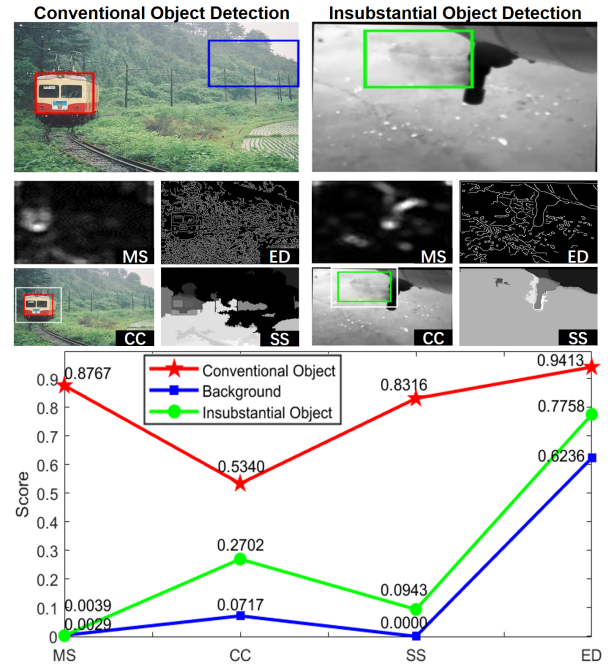 Conventional Object Detection
Insubstantial Object Detection
MS
ED
MS
ED
CC
SS
CC
SS
Conventional Object
Background
Insubstantial Object
Score
0.9
0.8
0.7
0.6
0.5
0.4
0.3
0.2
0.1
0
0.8767
0.5340
0.8316
0.9413
0.7758
0.6236
0.2702
0.0717
0.0943
0.0000
0.0039
0.0029
MS
CC
SS
ED